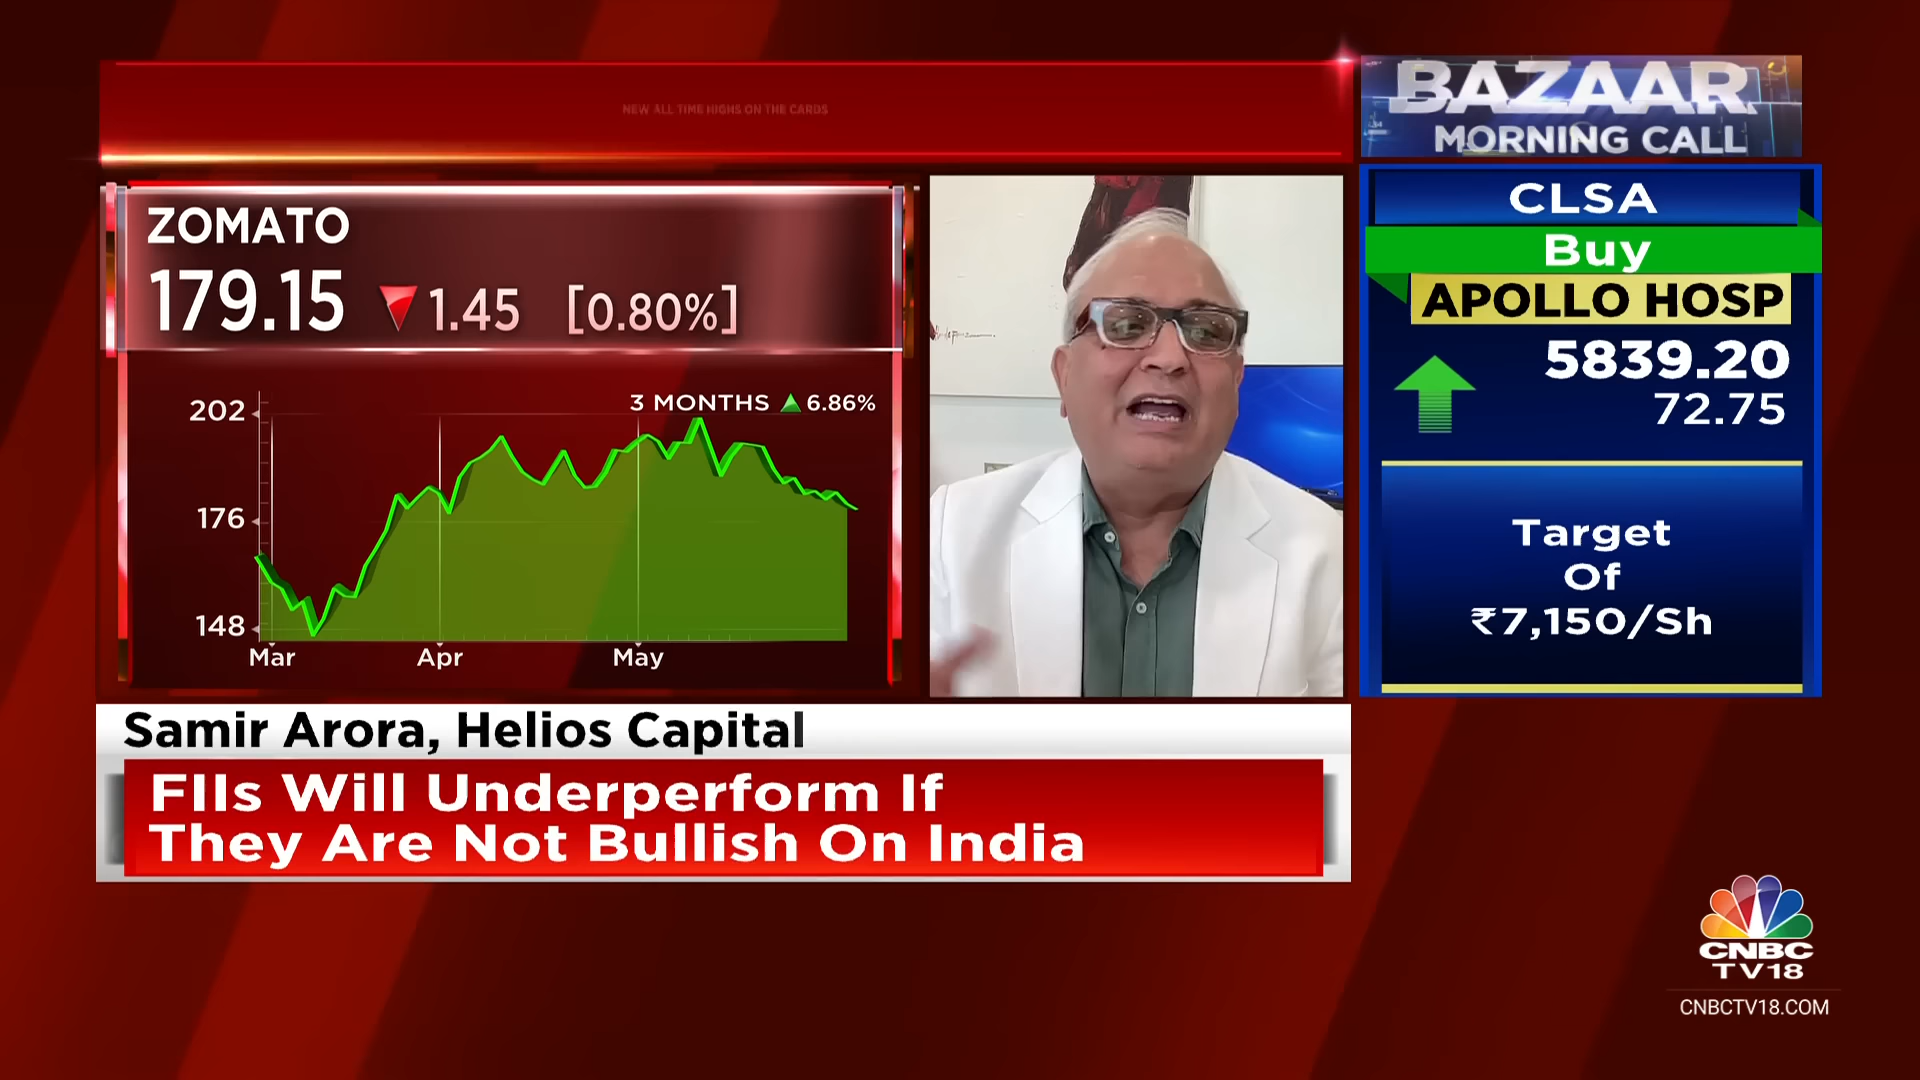 NEW ALL TIME HIGHS ON THE CARDS
BAZAAR
MORNING CALL
ZOMATO
179.15 ▼ 1.45 [0.80%]
3 MONTHS ▲ 6.86%
202
176
148
Mar Apr May
CLSA
Buy
APOLLO HOSP
5839.20
72.75
Target
Of
₹7,150/Sh
Samir Arora, Helios Capital
FIIs Will Underperform If
They Are Not Bullish On India
CNBC
TV18
CNBCTV18.COM